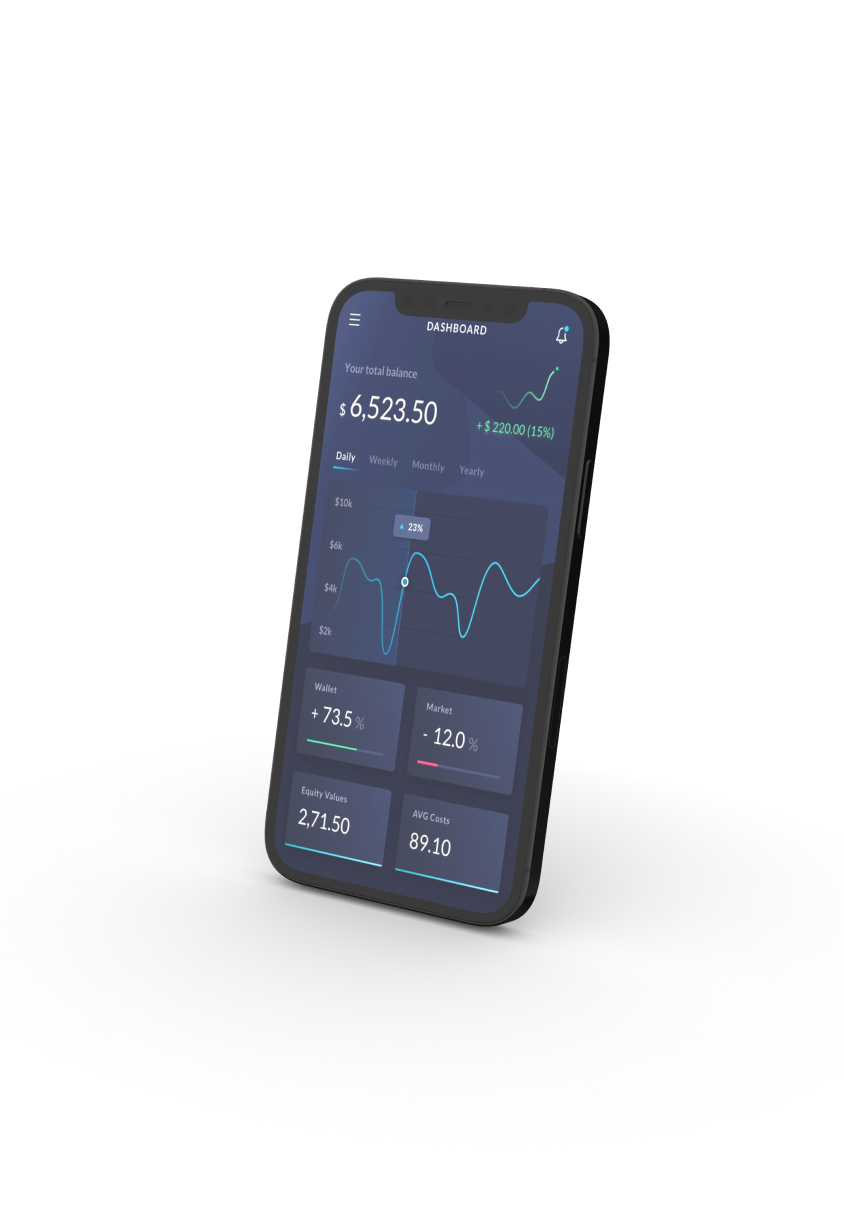 DASHBOARD
Your total balance
$ 6,523.50
+ $ 220.00 (15%)
Daily Weekly Monthly Yearly
$10k
▲ 23%
$6k
$4k
$2k
Wallet
+ 73.5 %
Market
- 12.0 %
Equity Values
2,71.50
AVG Costs
89.10